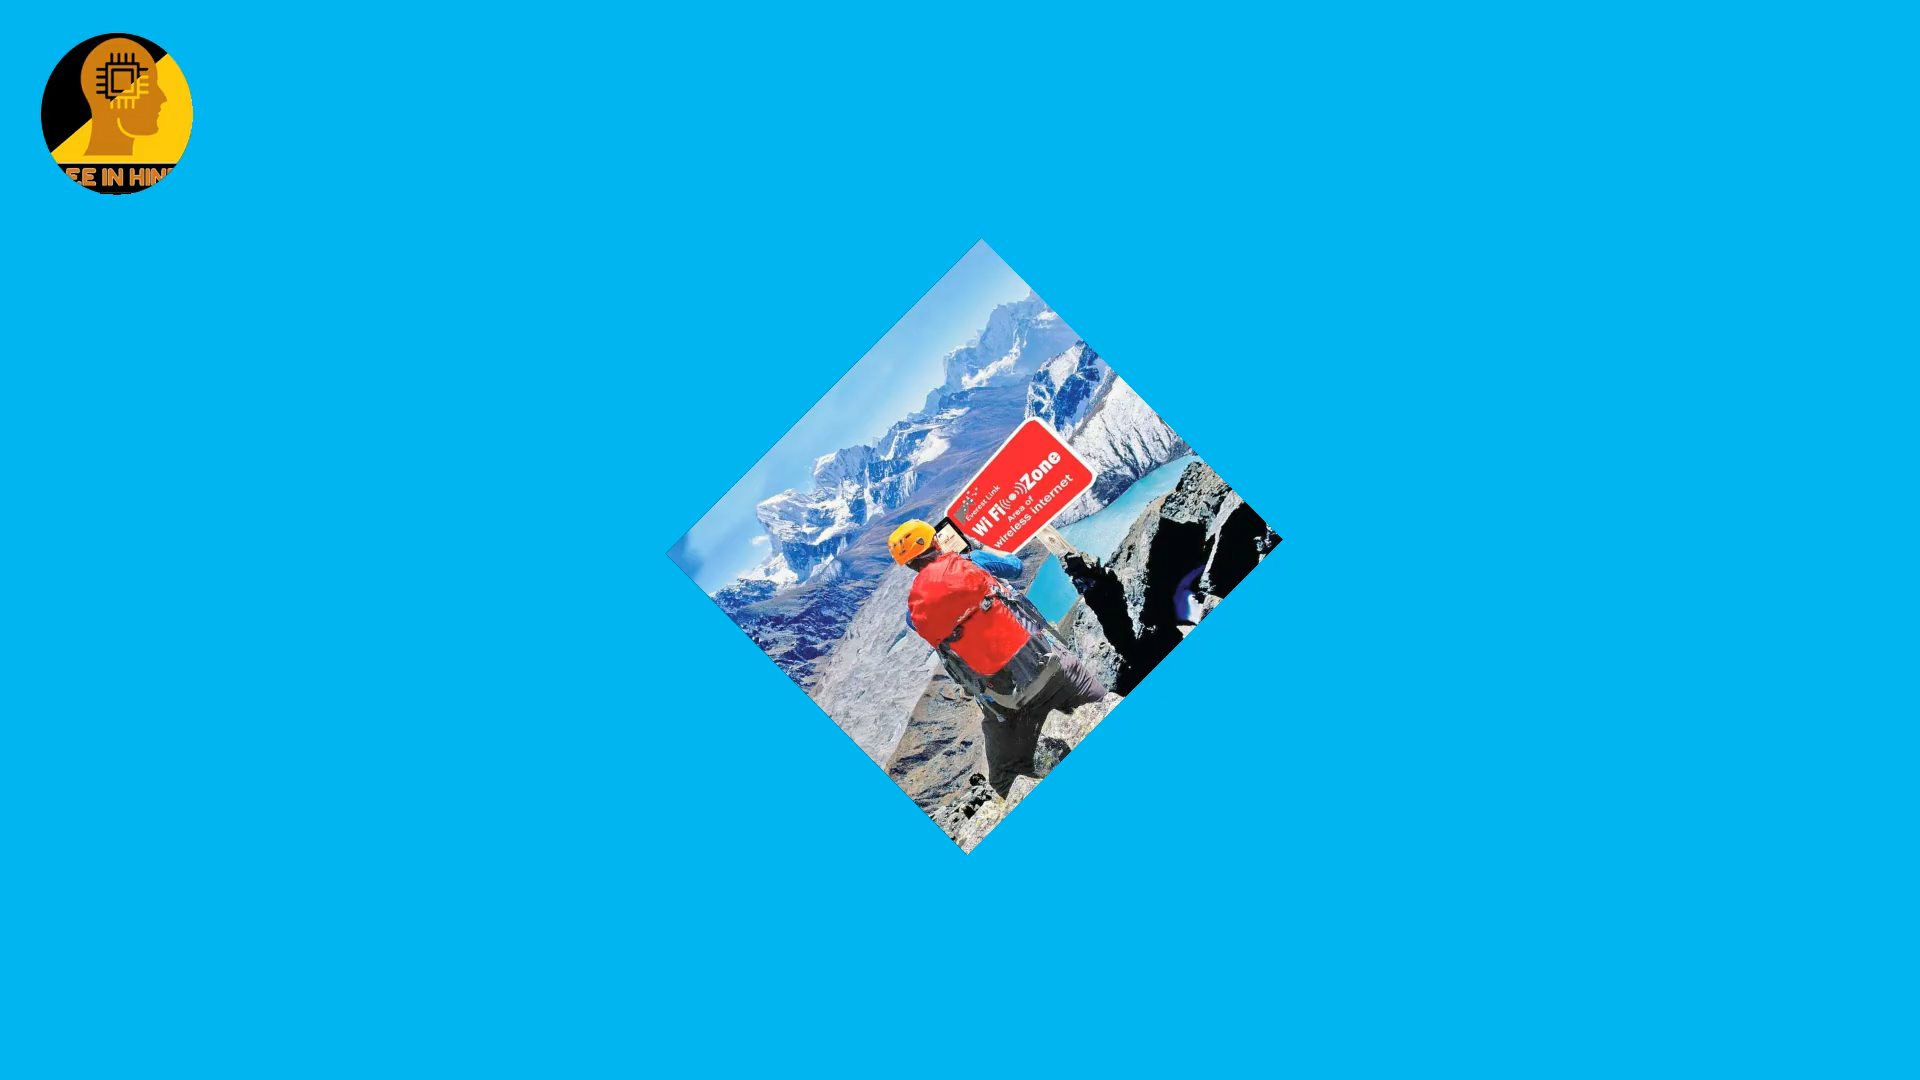 EE IN HIN
Everest Link
Wi Fi Zone
Area of
wireless internet